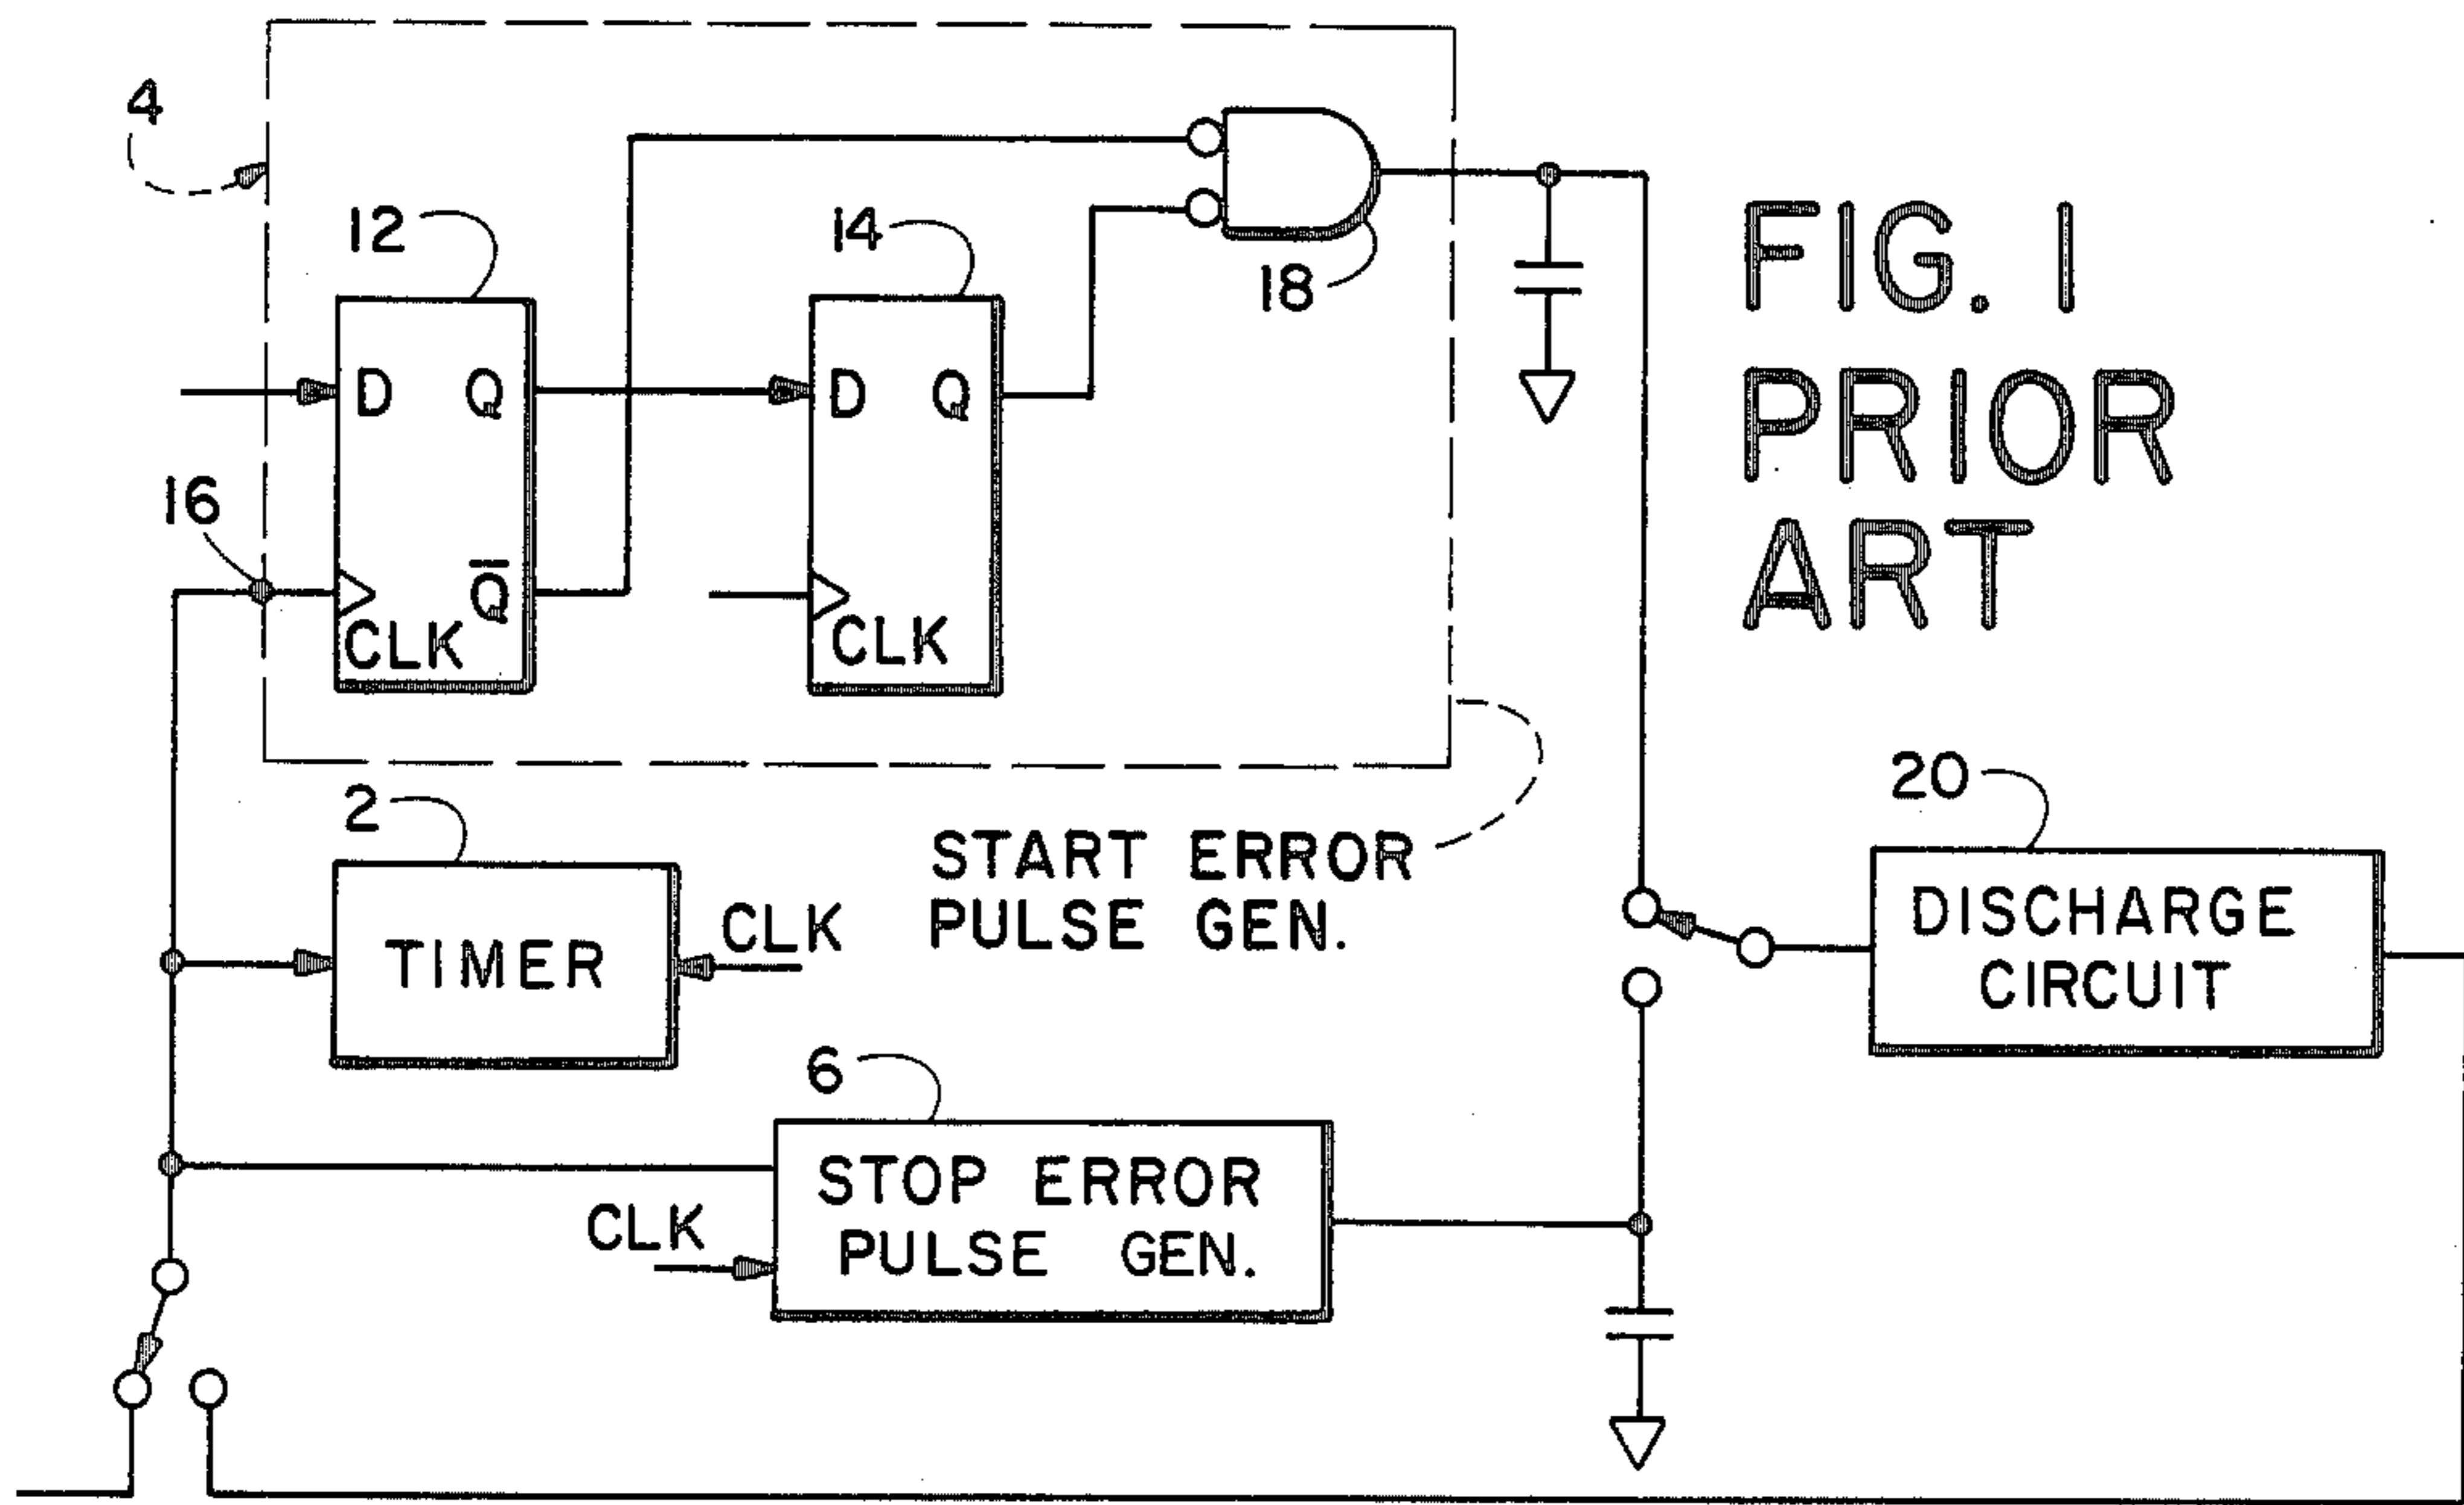 4
12
14
18
FIG. 1
PRIOR
ART
D Q
D Q
16
CLK Q̅
CLK
2
20
START ERROR
PULSE GEN.
TIMER
CLK
DISCHARGE
CIRCUIT
6
STOP ERROR
PULSE GEN.
CLK